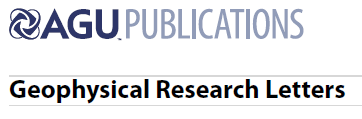 AGU PUBLICATIONS
Geophysical Research Letters